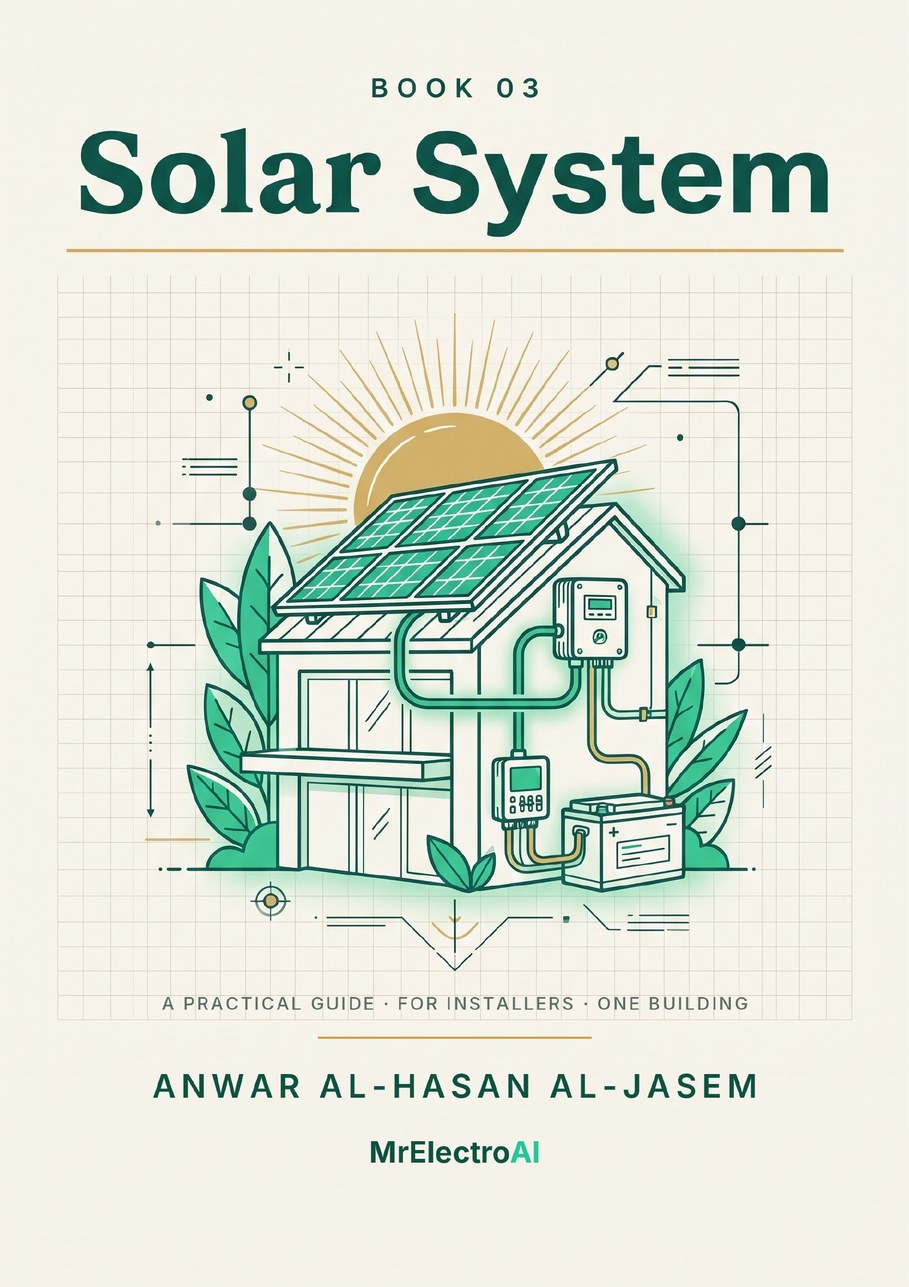 BOOK 03
Solar System
A PRACTICAL GUIDE · FOR INSTALLERS · ONE BUILDING
ANWAR AL-HASAN AL-JASEM
MrElectroAI